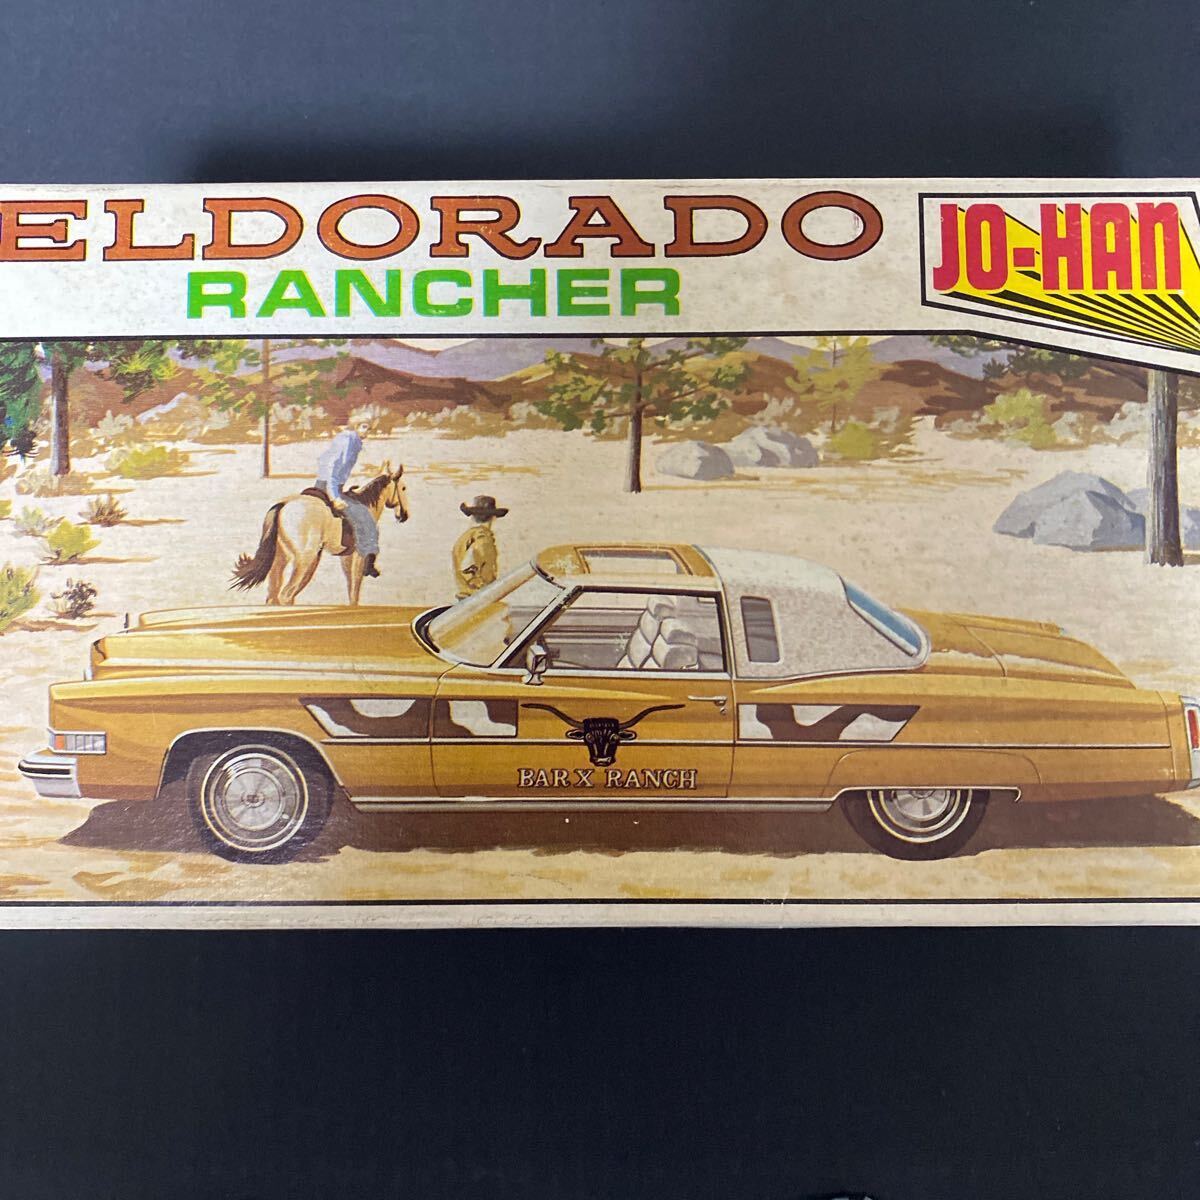 ELDORADO
RANCHER
JO-HAN
BAR X RANCH